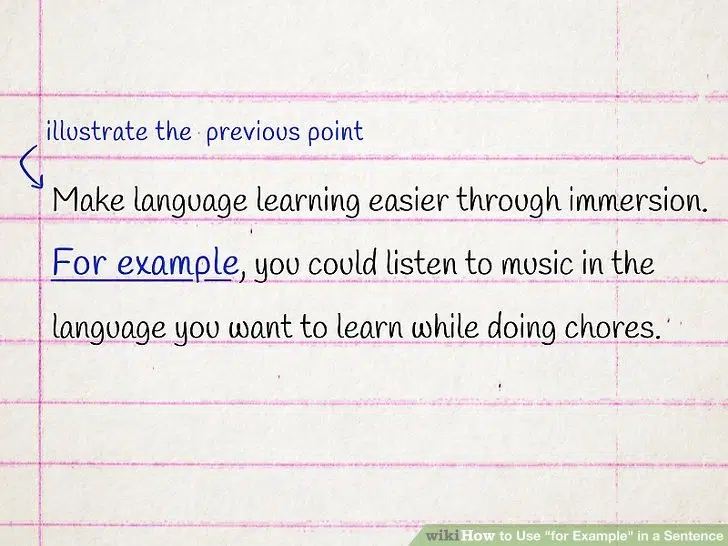 illustrate the previous point
Make language learning easier through immersion.
For example, you could listen to music in the
language you want to learn while doing chores.
wikiHow to Use "for Example" in a Sentence